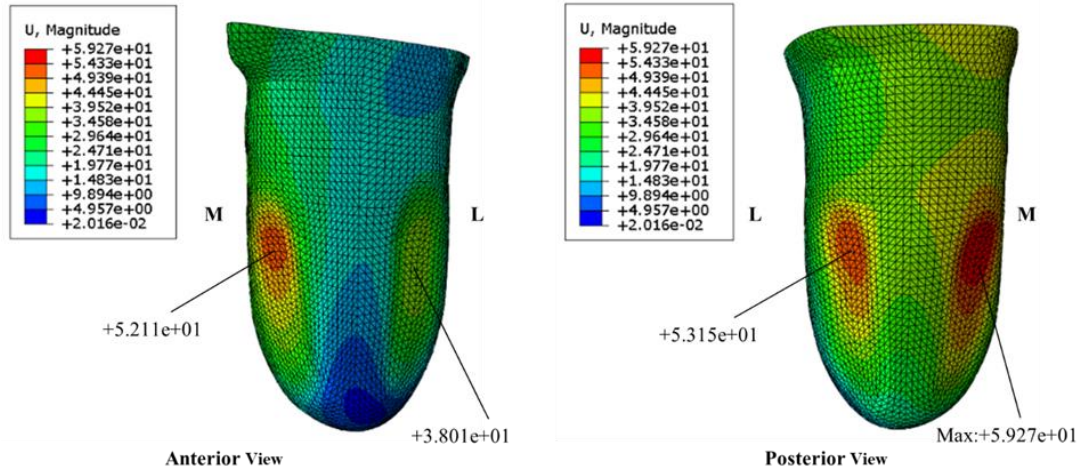 U, Magnitude
+5.927e+01
+5.433e+01
+4.939e+01
+4.445e+01
+3.952e+01
+3.458e+01
+2.964e+01
+2.471e+01
+1.977e+01
+1.483e+01
+9.894e+00
+4.957e+00
+2.016e-02
M
L
+5.211e+01
+3.801e+01
Anterior View
U, Magnitude
+5.927e+01
+5.433e+01
+4.939e+01
+4.445e+01
+3.952e+01
+3.458e+01
+2.964e+01
+2.471e+01
+1.977e+01
+1.483e+01
+9.894e+00
+4.957e+00
+2.016e-02
L
M
+5.315e+01
Max:+5.927e+01
Posterior View